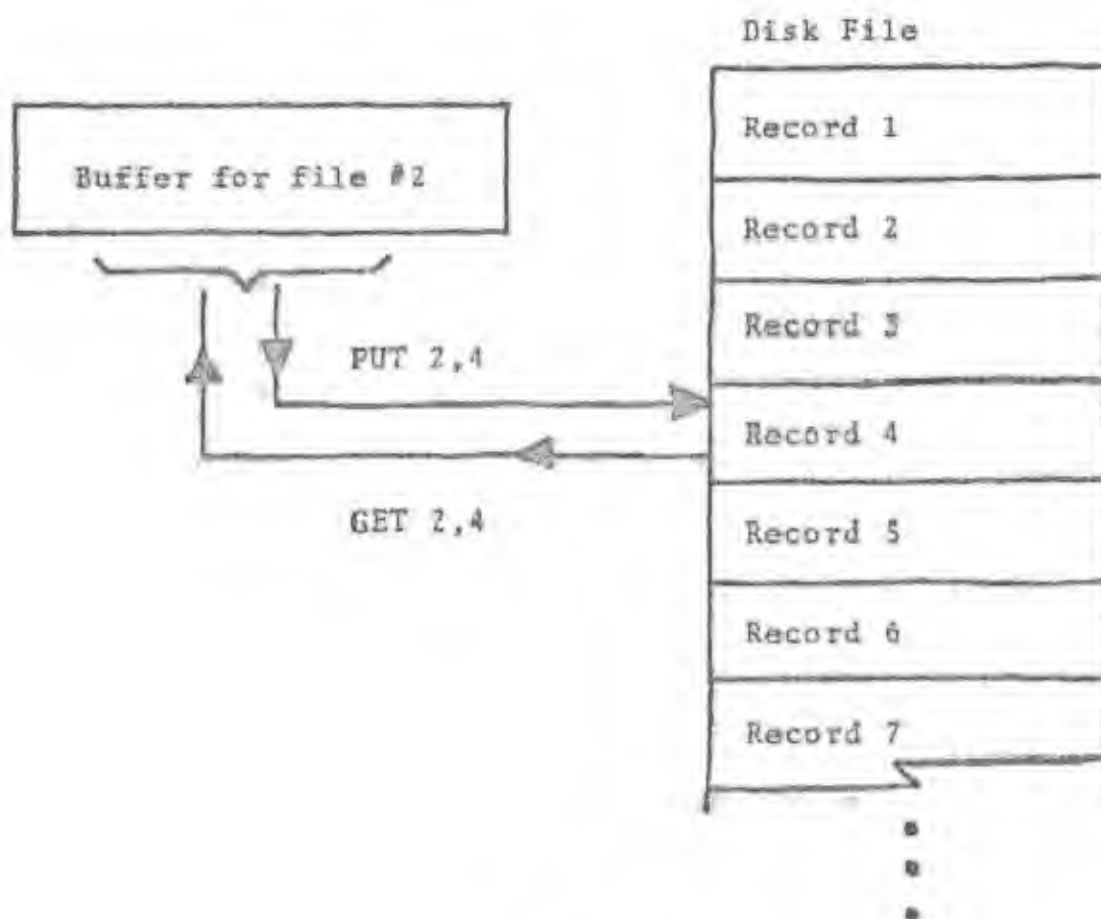 Disk File
Buffer for file #2
PUT 2,4
GET 2,4
Record 1
Record 2
Record 3
Record 4
Record 5
Record 6
Record 7